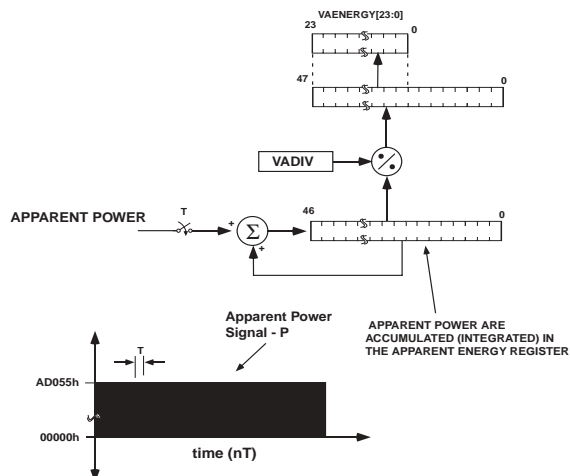 VAENERGY[23:0]
23
0
47
0
VADIV
%
APPARENT POWER
T
+
Σ
+
46
0
APPARENT POWER ARE
ACCUMULATED (INTEGRATED) IN
THE APPARENT ENERGY REGISTER
Apparent Power
Signal - P
T
AD055h
00000h
time (nT)